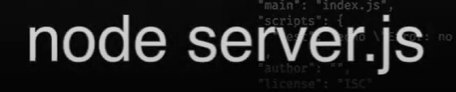 "main": "index.js",
"scripts": {
node server.js
"author": "",
"license": "ISC"